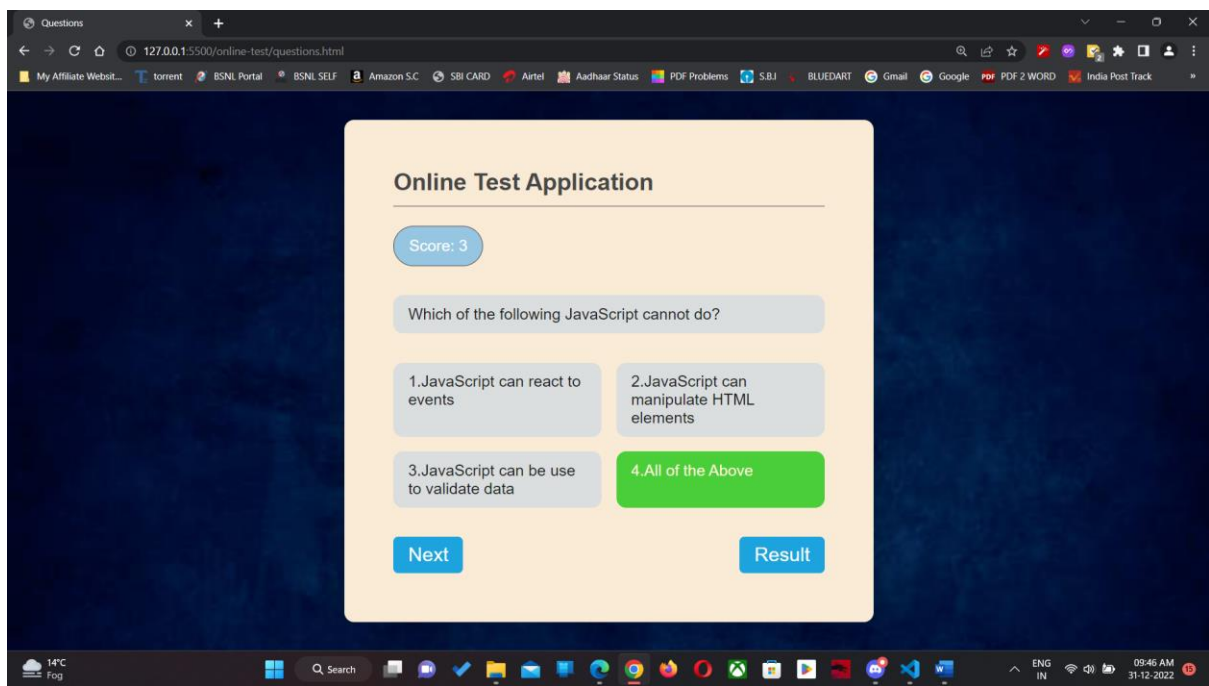 Questions
127.0.0.1:5500/online-test/questions.html
My Affiliate Websit... torrent BSNL Portal BSNL SELF Amazon S.C SBI CARD Airtel Aadhaar Status PDF Problems S.B.I BLUEDART Gmail Google PDF 2 WORD India Post Track »
Online Test Application
Score: 3
Which of the following JavaScript cannot do?
1.JavaScript can react to
events
2.JavaScript can
manipulate HTML
elements
3.JavaScript can be use
to validate data
4.All of the Above
Next
Result
14°C
Fog
Search
ENG
IN
09:46 AM
31-12-2022
15